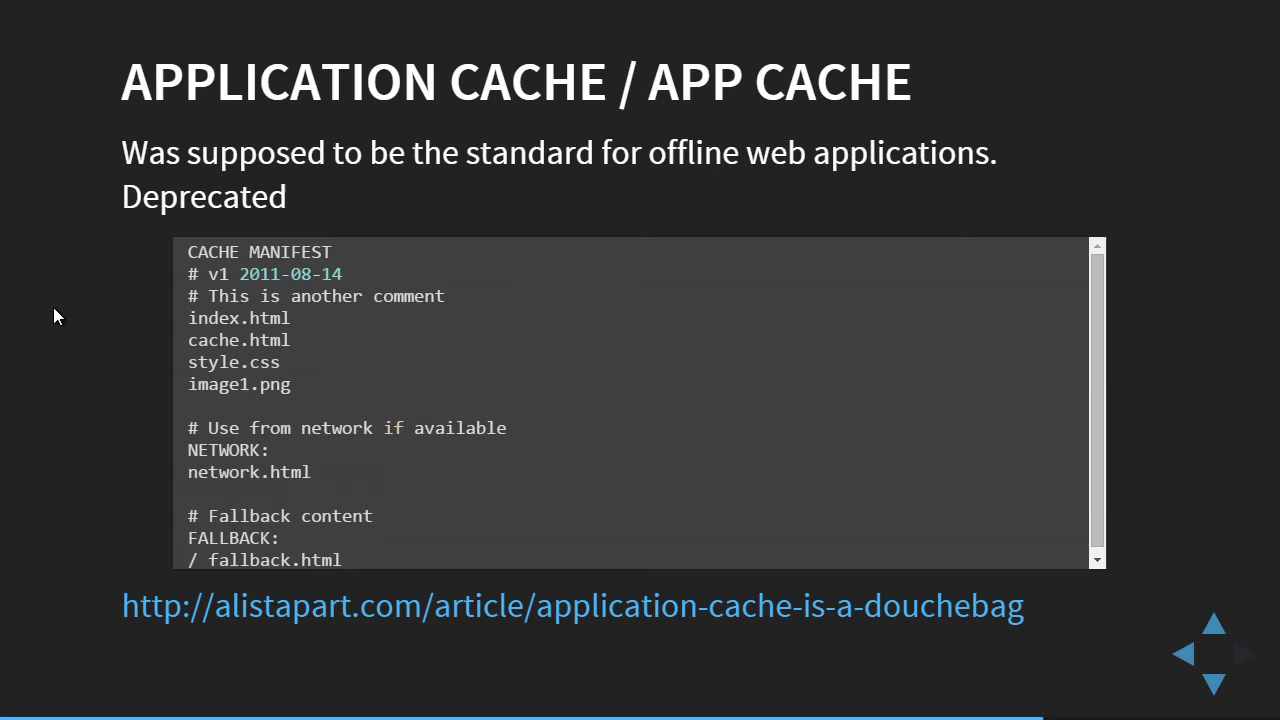 APPLICATION CACHE / APP CACHE
Was supposed to be the standard for offline web applications.
Deprecated
CACHE MANIFEST
# v1 2011-08-14
# This is another comment
index.html
cache.html
style.css
image1.png
# Use from network if available
NETWORK:
network.html
# Fallback content
FALLBACK:
/ fallback.html
http://alistapart.com/article/application-cache-is-a-douchebag